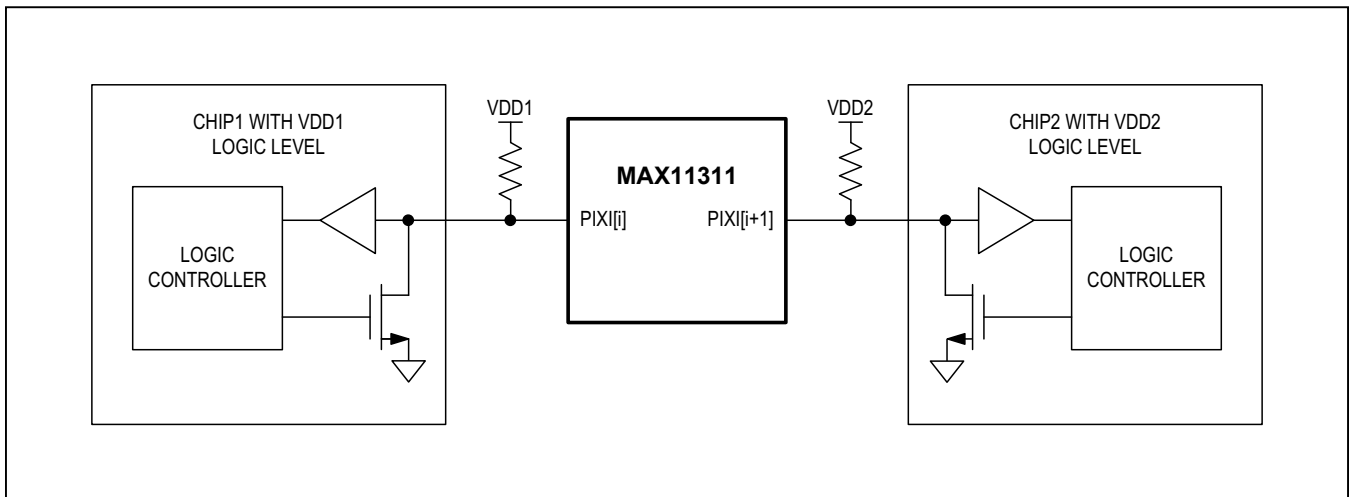 CHIP1 WITH VDD1
LOGIC LEVEL
LOGIC
CONTROLLER
VDD1
MAX11311
PIXI[i]
PIXI[i+1]
VDD2
CHIP2 WITH VDD2
LOGIC LEVEL
LOGIC
CONTROLLER